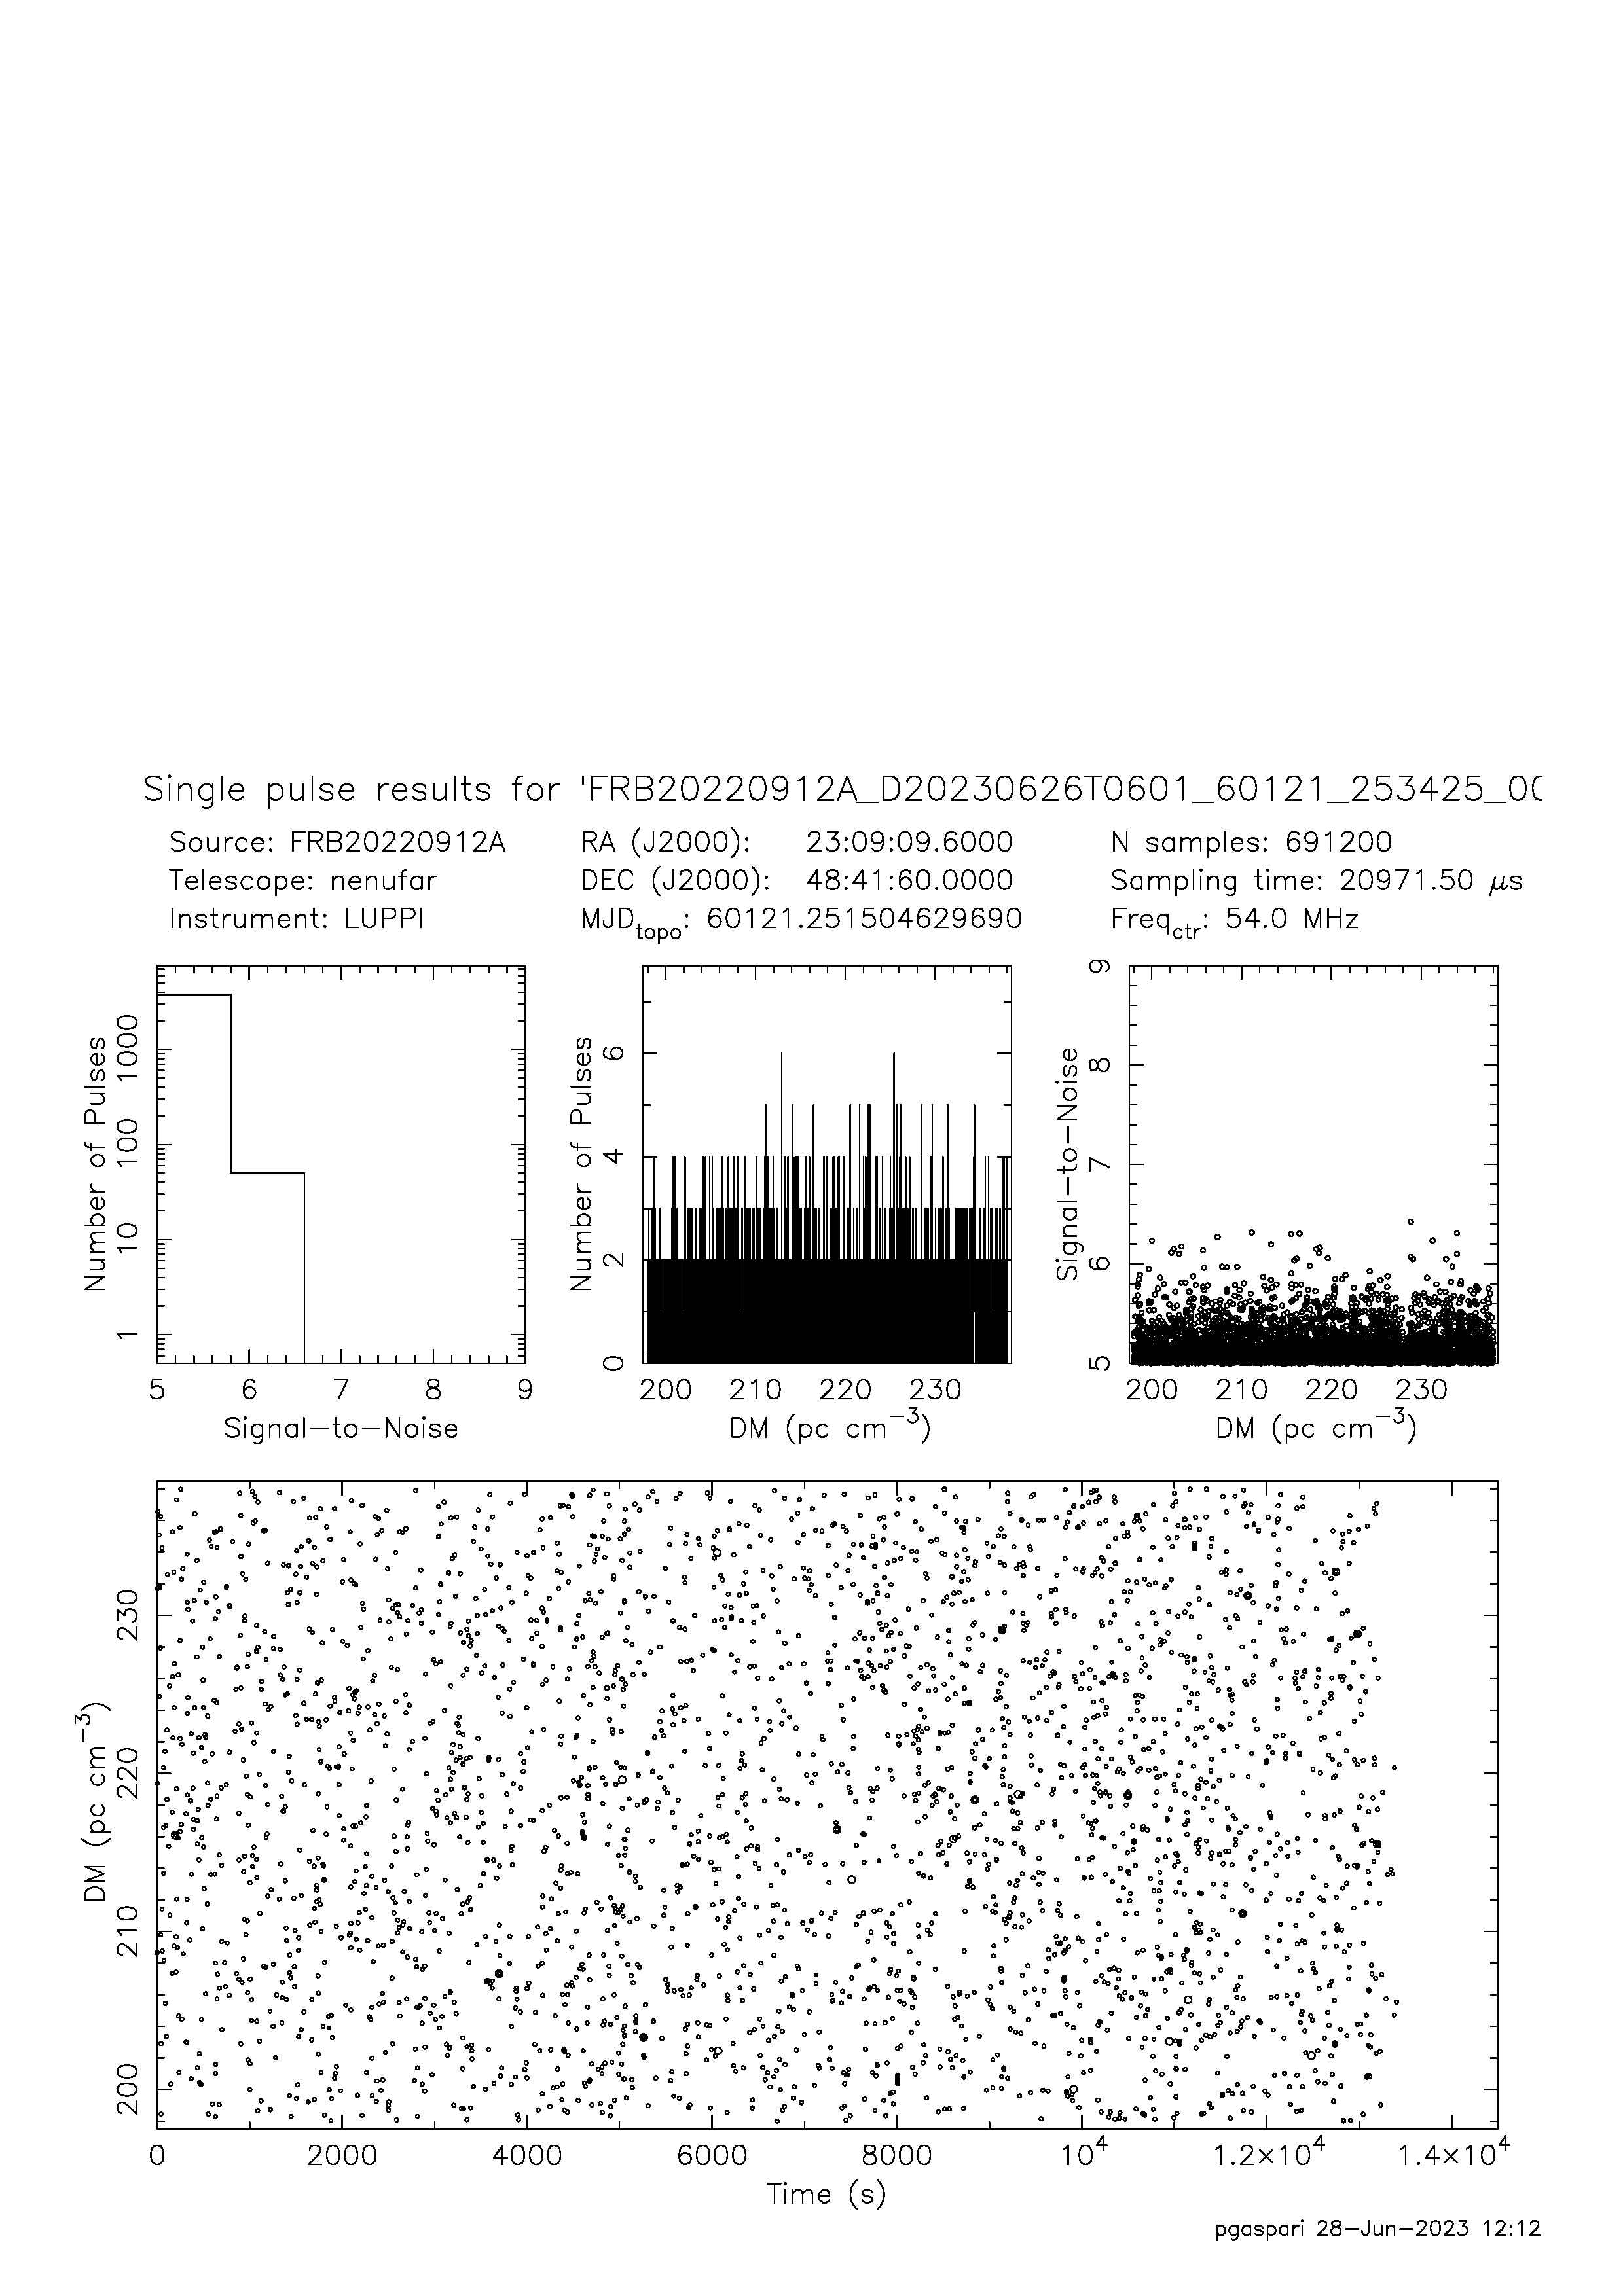 Single pulse results for 'FRB20220912A_D20230626T0601_60121_253425_00
Source: FRB20220912A
RA (J2000): 23:09:09.6000
N samples: 691200
Telescope: nenufar
DEC (J2000): 48:41:60.0000
Sampling time: 20971.50 μs
Instrument: LUPPI
MJDtopo: 60121.251504629690
Freqctr: 54.0 MHz
Number of Pulses
1 10 100 1000
5 6 7 8 9
Signal-to-Noise
Number of Pulses
0 2 4 6
200 210 220 230
DM (pc cm⁻³)
Signal-to-Noise
5 6 7 8 9
200 210 220 230
DM (pc cm⁻³)
DM (pc cm⁻³)
200 210 220 230
0 2000 4000 6000 8000 10⁴ 1.2×10⁴ 1.4×10⁴
Time (s)
pgaspari 28-Jun-2023 12:12